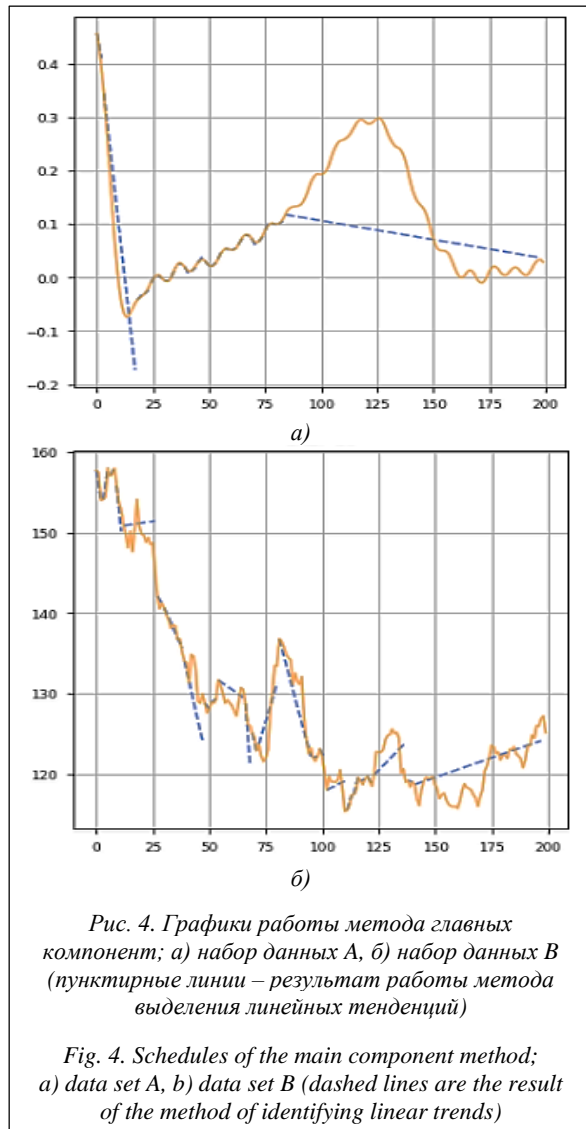 0.4
0.3
0.2
0.1
0.0
−0.1
−0.2
0 25 50 75 100 125 150 175 200
а)
160
150
140
130
120
0 25 50 75 100 125 150 175 200
б)
Рис. 4. Графики работы метода главных
компонент; а) набор данных А, б) набор данных В
(пунктирные линии – результат работы метода
выделения линейных тенденций)
Fig. 4. Schedules of the main component method;
a) data set A, b) data set B (dashed lines are the result
of the method of identifying linear trends)